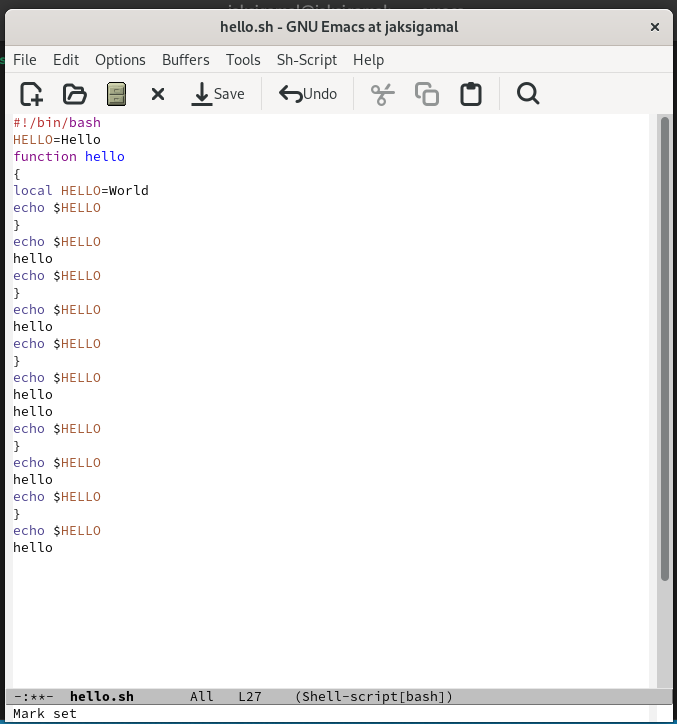 hello.sh - GNU Emacs at jaksigamal
File Edit Options Buffers Tools Sh-Script Help
Save Undo
#!/bin/bash
HELLO=Hello
function hello
{
local HELLO=World
echo $HELLO
}
echo $HELLO
hello
echo $HELLO
}
echo $HELLO
hello
echo $HELLO
}
echo $HELLO
hello
hello
echo $HELLO
}
echo $HELLO
hello
echo $HELLO
}
echo $HELLO
hello
-:**- hello.sh All L27 (Shell-script[bash])
Mark set